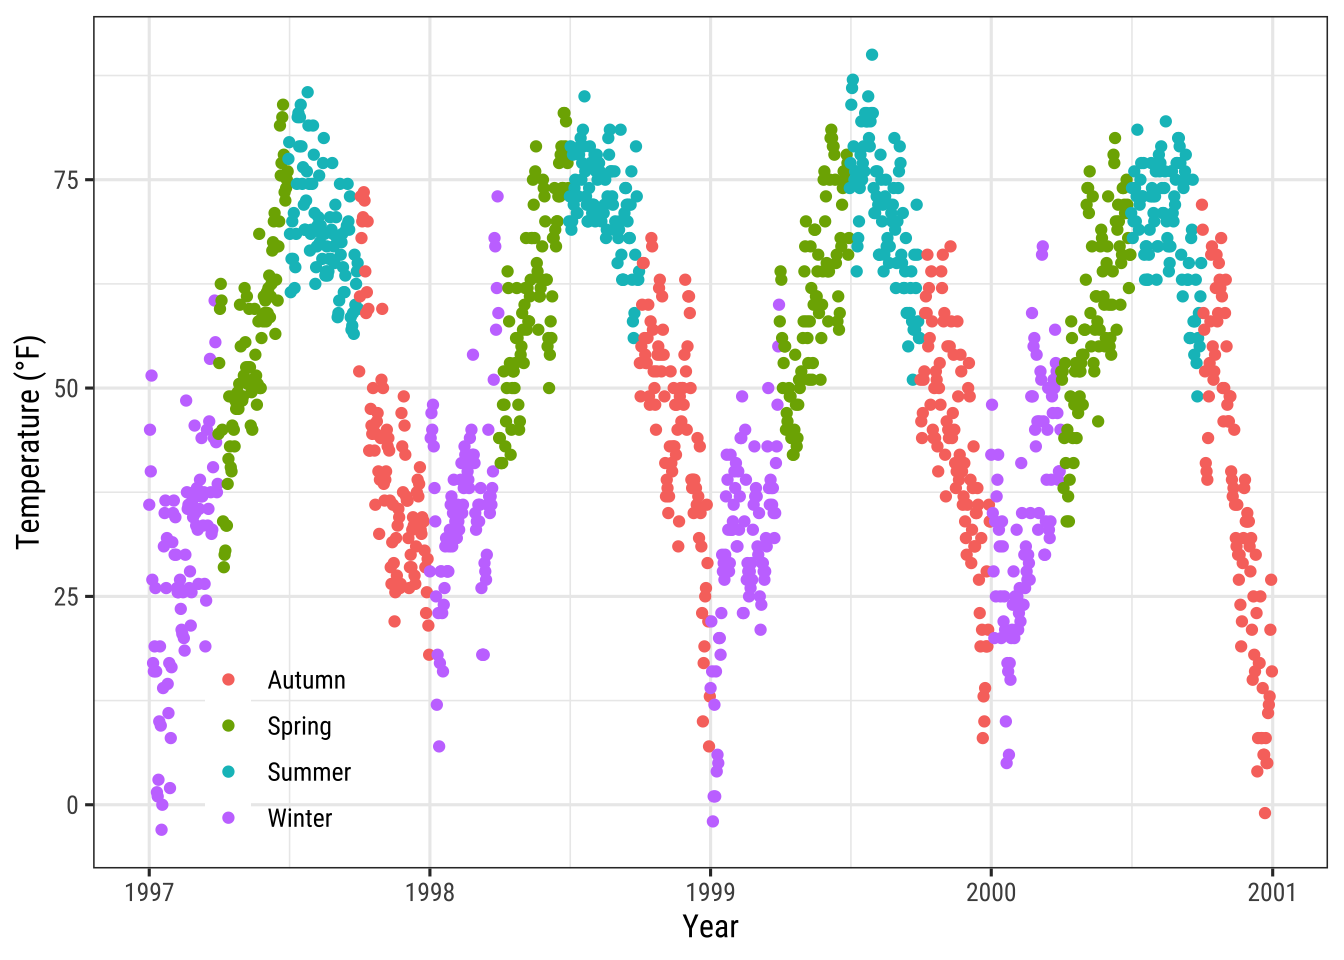 Temperature (°F)
75
50
25
0
Autumn
Spring
Summer
Winter
1997 1998 1999 2000 2001
Year